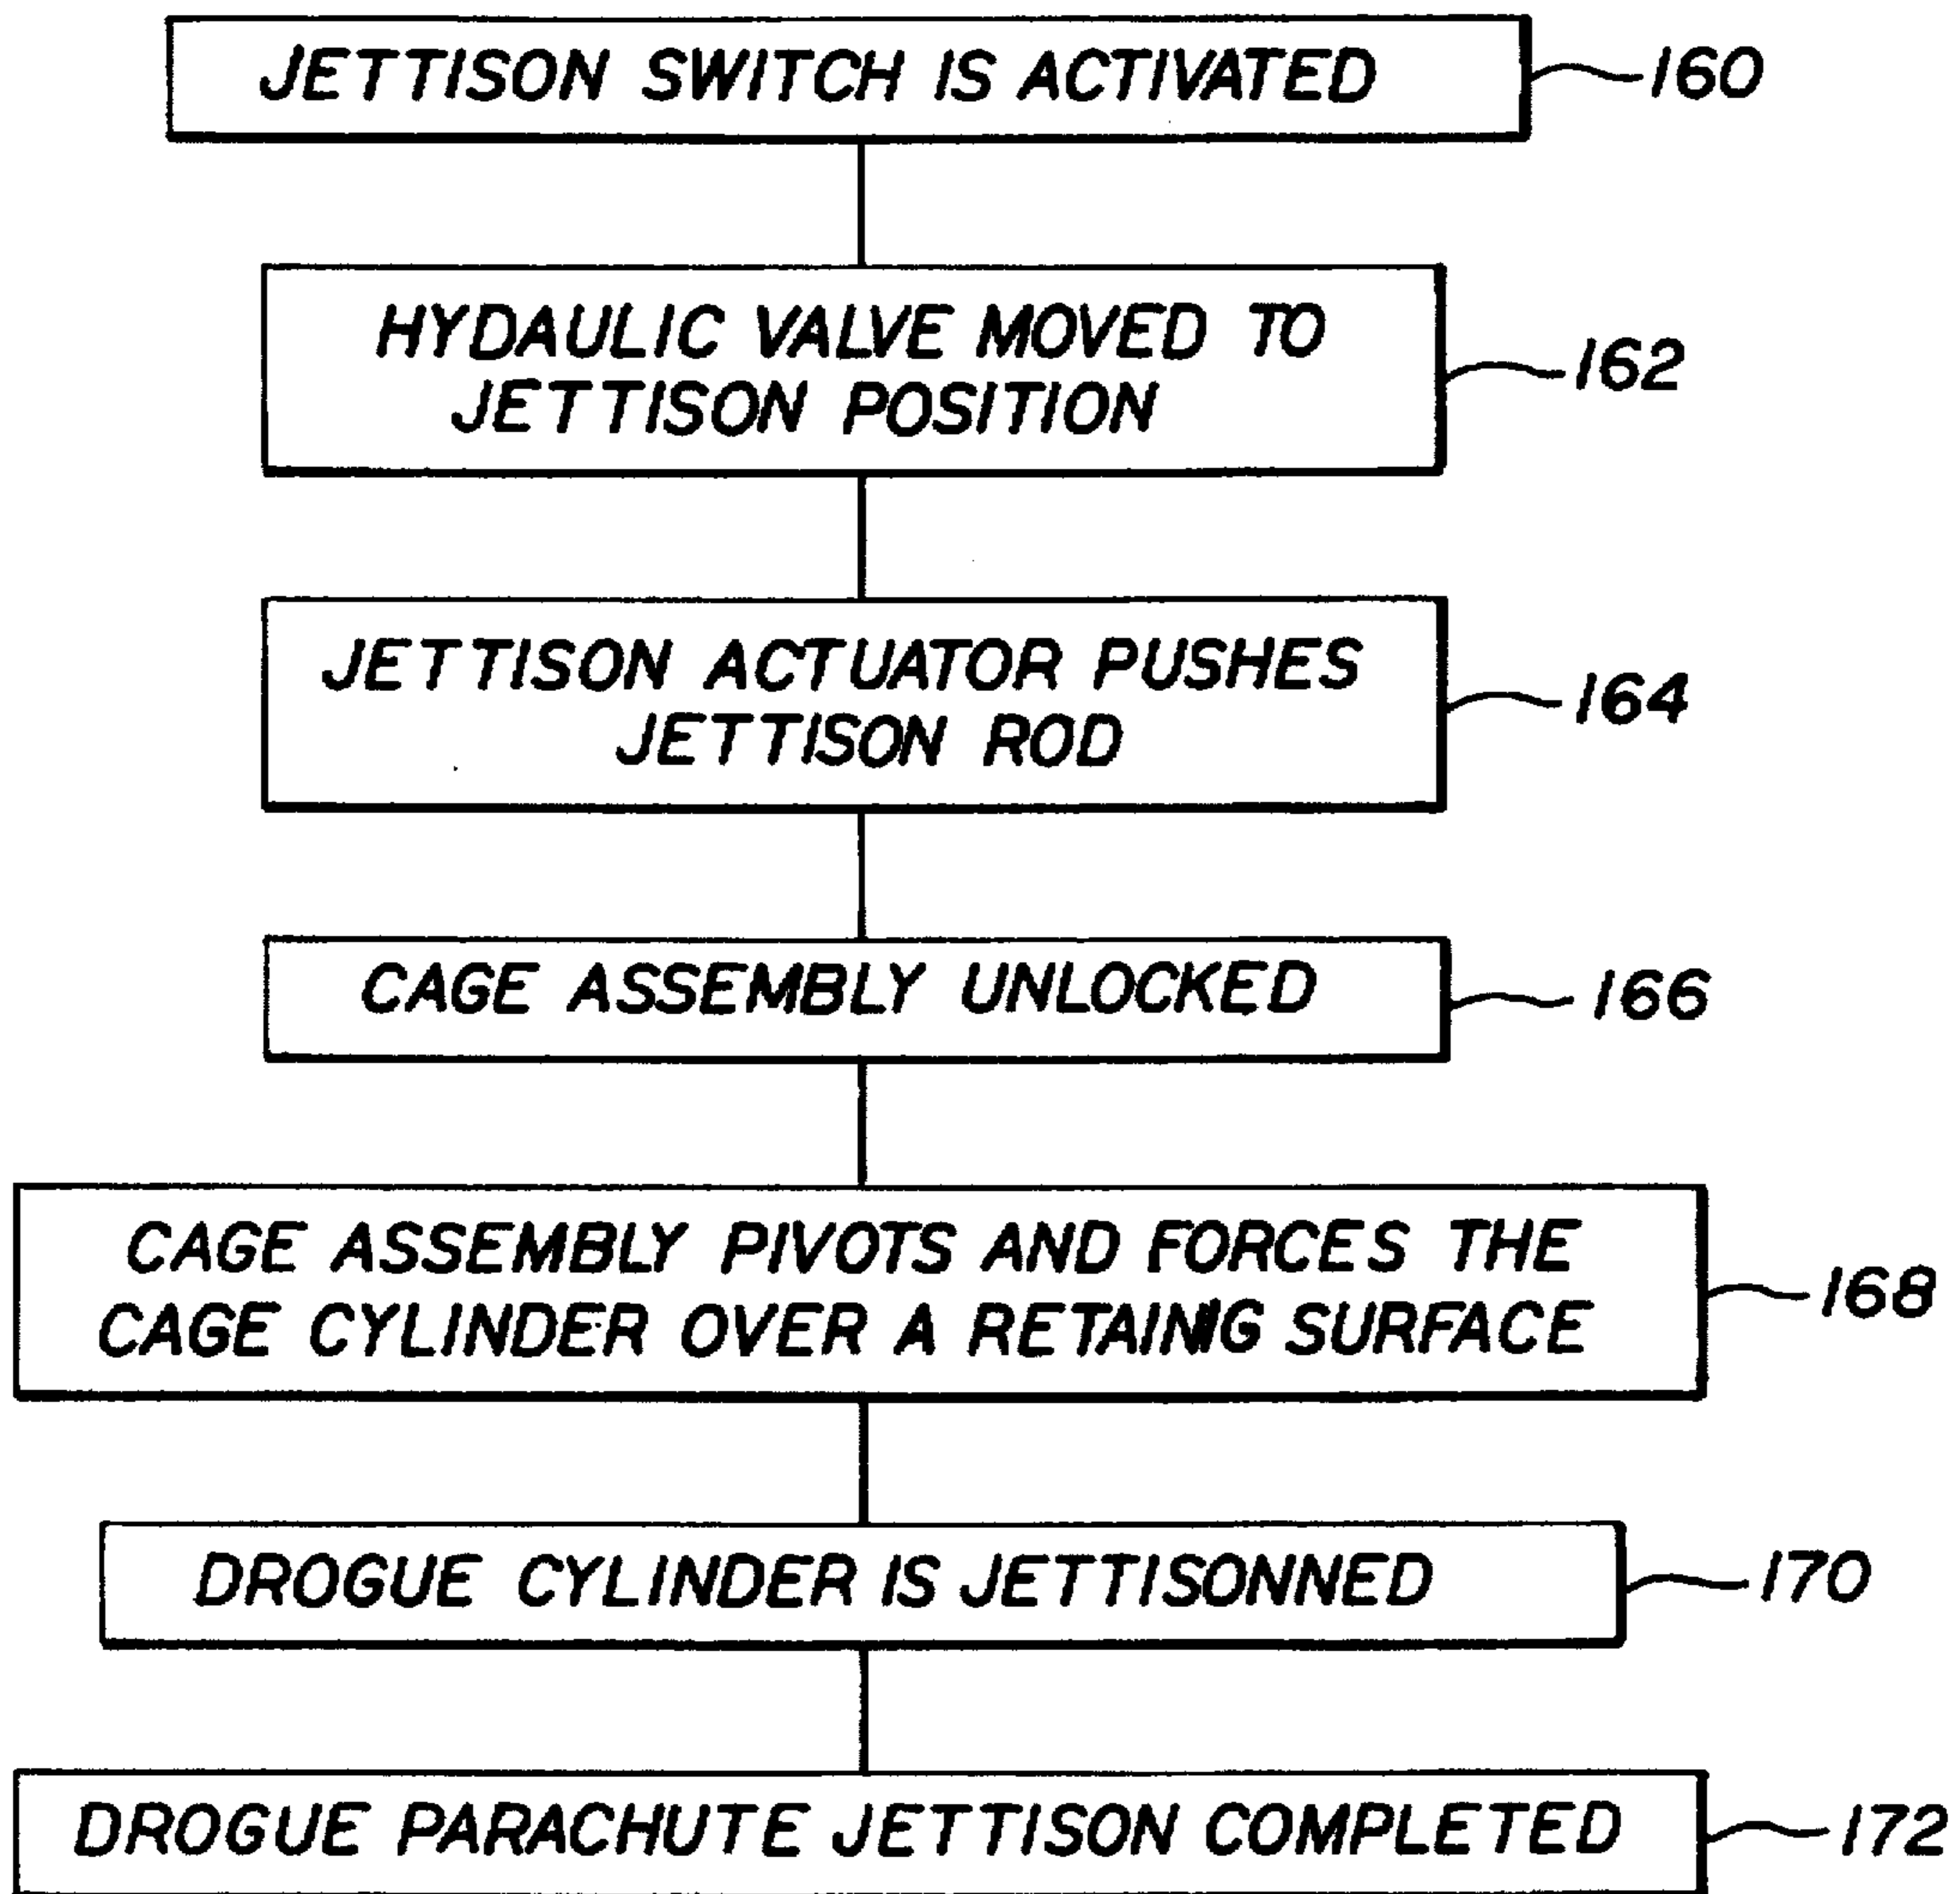 JETTISON SWITCH IS ACTIVATED
160
HYDAULIC VALVE MOVED TO
JETTISON POSITION
162
JETTISON ACTUATOR PUSHES
JETTISON ROD
164
CAGE ASSEMBLY UNLOCKED
166
CAGE ASSEMBLY PIVOTS AND FORCES THE
CAGE CYLINDER OVER A RETAINIG SURFACE
168
DROGUE CYLINDER IS JETTISONNED
170
DROGUE PARACHUTE JETTISON COMPLETED
172